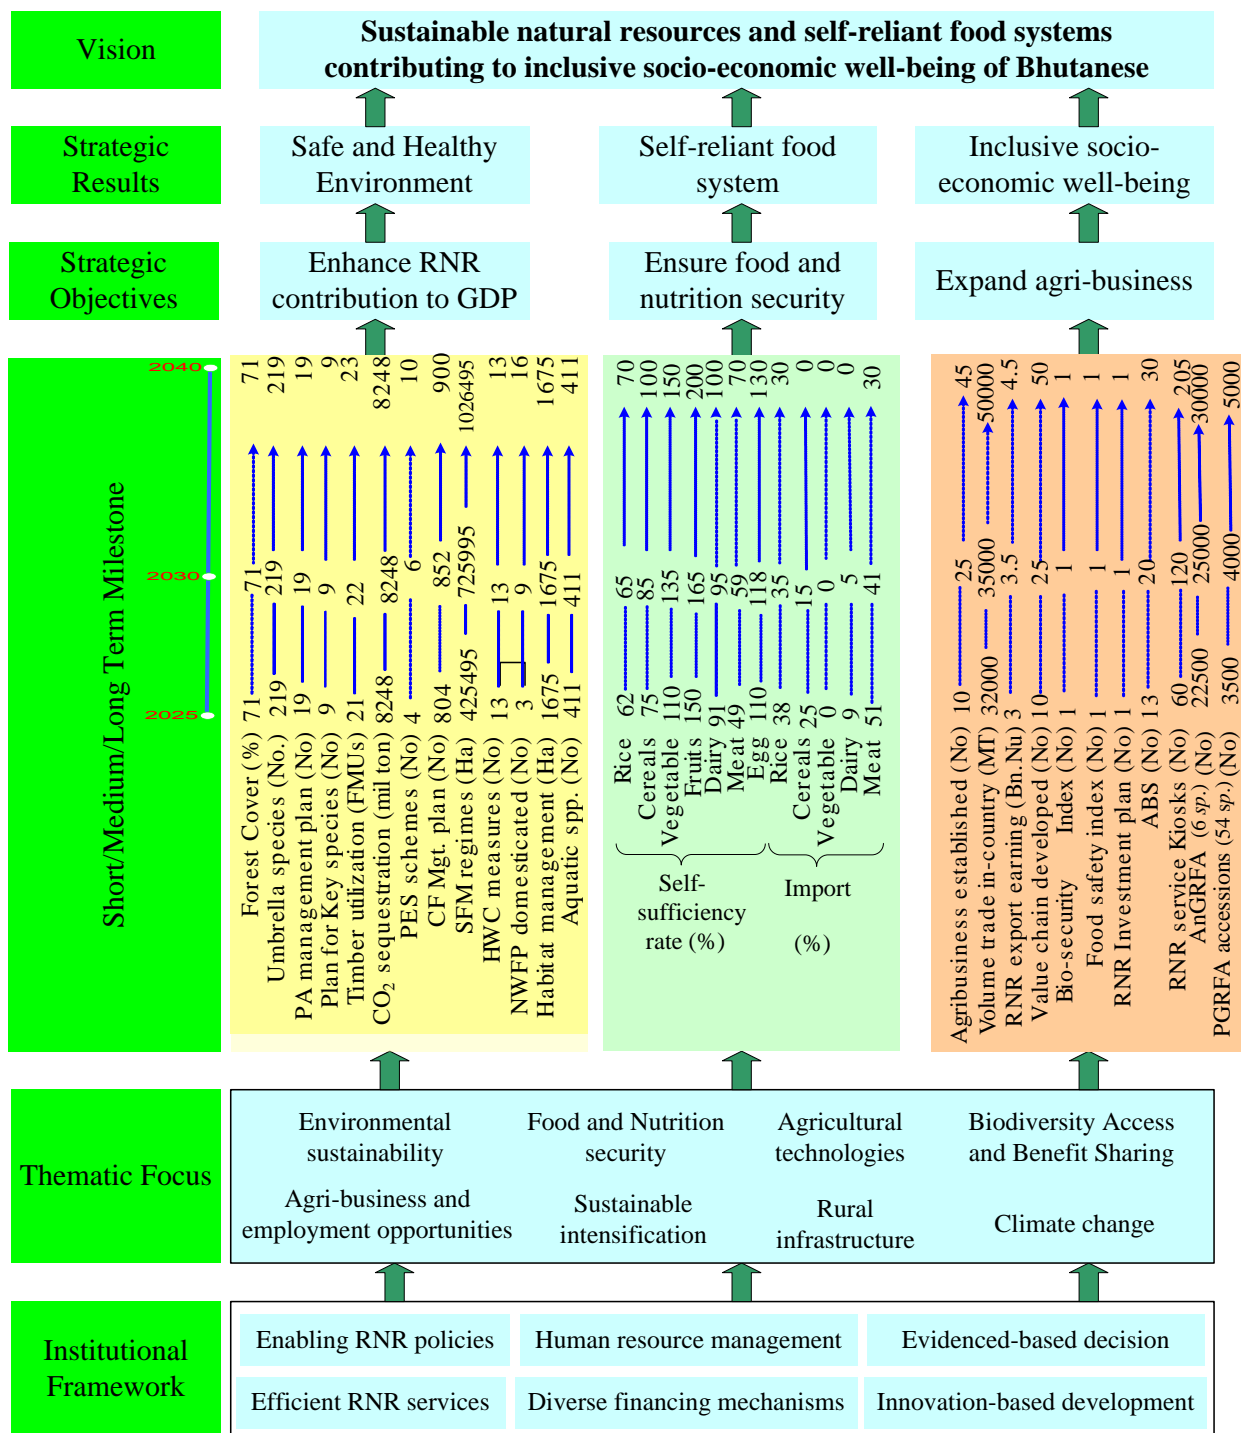 Vision
Sustainable natural resources and self-reliant food systems
contributing to inclusive socio-economic well-being of Bhutanese
Strategic
Results
Safe and Healthy
Environment
Self-reliant food
system
Inclusive socio-
economic well-being
Strategic
Objectives
Enhance RNR
contribution to GDP
Ensure food and
nutrition security
Expand agri-business
Short/Medium/Long Term Milestone
2040
2030
2025
Forest Cover (%) 71 71 71
Umbrella species (No.) 219 219 219
PA management plan (No) 19 19 19
Plan for Key species (No) 9 9 9
Timber utilization (FMUs) 21 22 23
CO2 sequestration (mil ton) 8248 8248 8248
PES schemes (No) 4 6 10
CF Mgt. plan (No) 804 852 900
SFM regimes (Ha) 425495 725995 1026495
HWC measures (No) 13 13 13
NWFP domesticated (No) 3 9 16
Habitat management (Ha) 1675 1675 1675
Aquatic spp. (No) 411 411 411
Rice 62 65 70
Cereals 75 85 100
Vegetable 110 135 150
Fruits 150 165 200
Dairy 91 95 100
Meat 49 59 70
Egg 110 118 130
Rice 38 35 30
Cereals 25 15 0
Vegetable 0 0 0
Dairy 9 5 0
Meat 51 41 30
Self-
sufficiency
rate (%)
Import
(%)
Agribusiness established (No) 10 25 45
Volume trade in-country (MT) 32000 35000 50000
RNR export earning (Bn.Nu) 3 3.5 4.5
Value chain developed (No) 10 25 50
Bio-security Index (No) 1 1 1
Food safety index (No) 1 1 1
RNR Investment plan (No) 1 1 1
ABS (No) 13 20 30
RNR service Kiosks (No) 60 120 205
AnGRFA (6 sp.) (No) 22500 25000 30000
PGRFA accessions (54 sp.) (No) 3500 4000 5000
Thematic Focus
Environmental
sustainability
Food and Nutrition
security
Agricultural
technologies
Biodiversity Access
and Benefit Sharing
Agri-business and
employment opportunities
Sustainable
intensification
Rural
infrastructure
Climate change
Institutional
Framework
Enabling RNR policies
Human resource management
Evidenced-based decision
Efficient RNR services
Diverse financing mechanisms
Innovation-based development